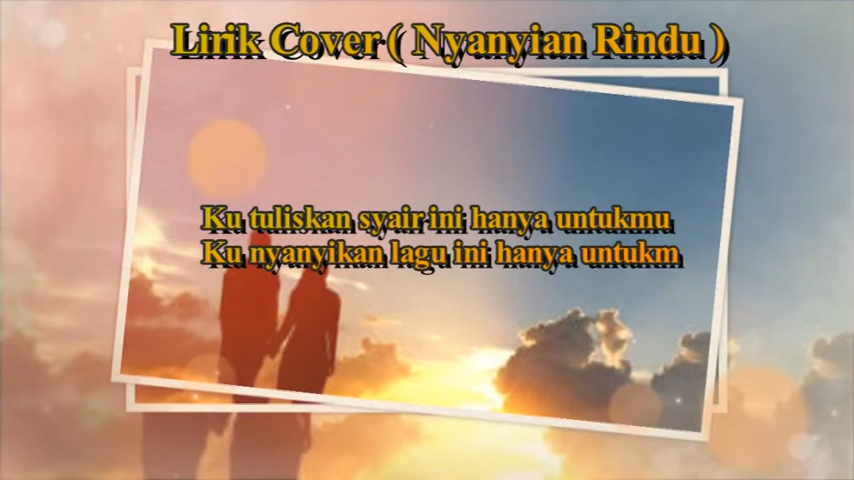 Lirik Cover ( Nyanyian Rindu )
Ku tuliskan syair ini hanya untukmu
Ku nyanyikan lagu ini hanya untukm